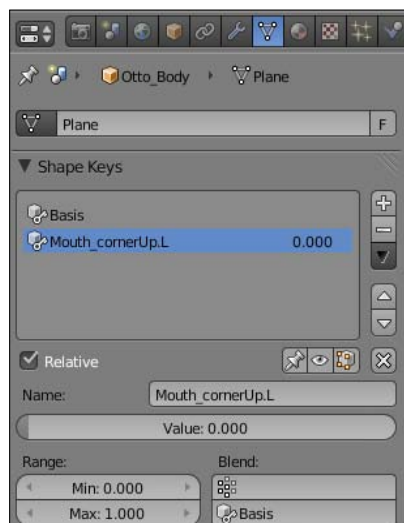 Otto_Body Plane
Plane F
Shape Keys
Basis
Mouth_cornerUp.L 0.000
Relative
Name: Mouth_cornerUp.L
Value: 0.000
Range: Blend:
Min: 0.000
Max: 1.000 Basis